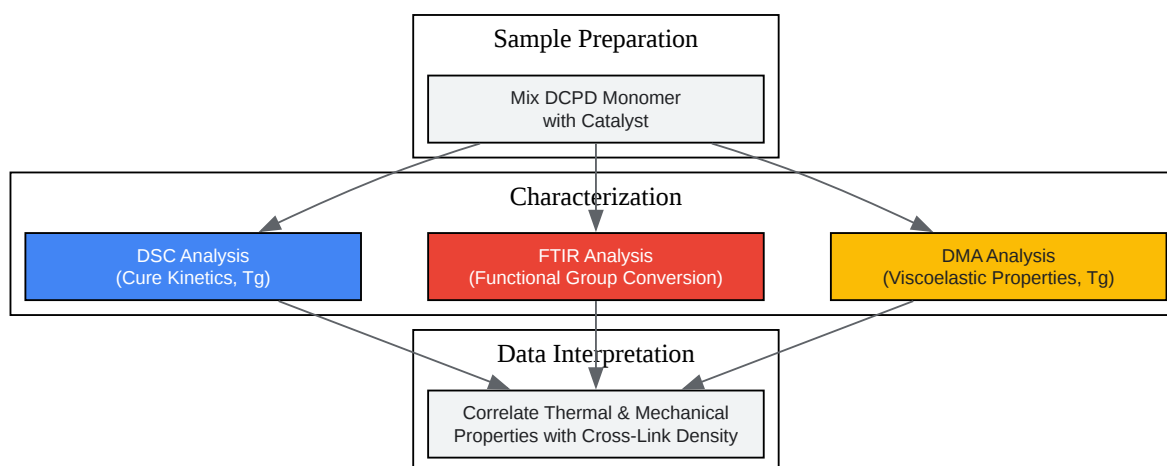 Sample Preparation
Mix DCPD Monomer
with Catalyst
Characterization
DSC Analysis
(Cure Kinetics, Tg)
FTIR Analysis
(Functional Group Conversion)
DMA Analysis
(Viscoelastic Properties, Tg)
Data Interpretation
Correlate Thermal & Mechanical
Properties with Cross-Link Density